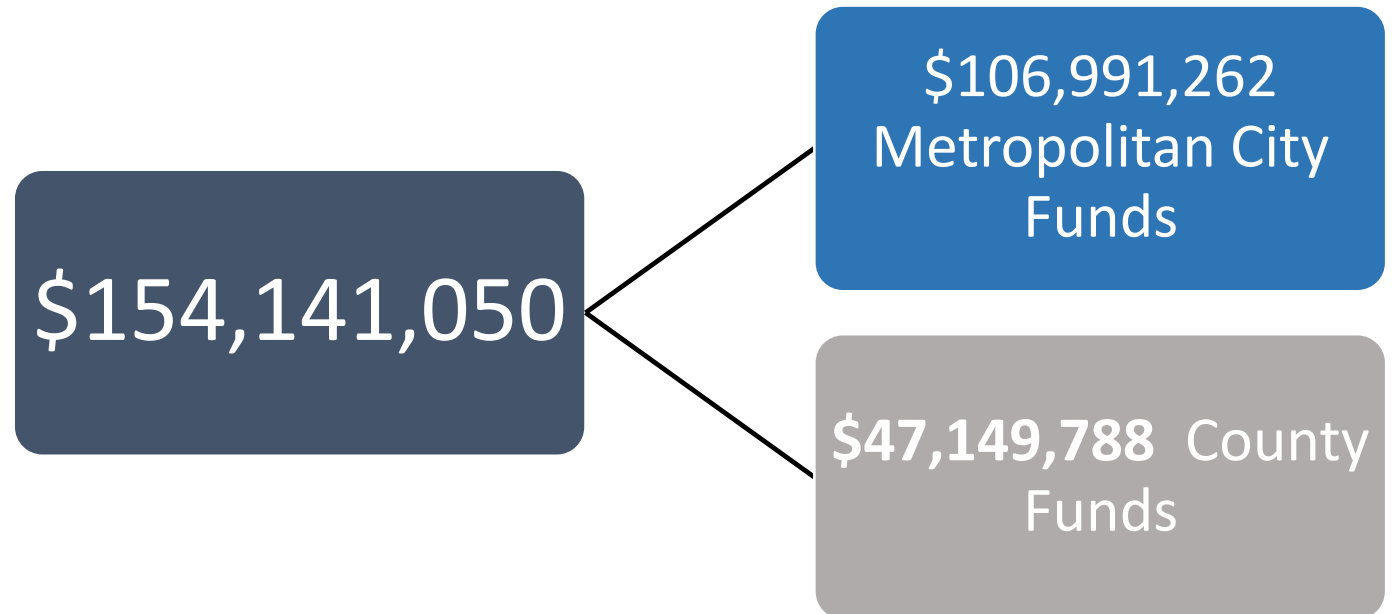 $154,141,050
$106,991,262
Metropolitan City
Funds
$47,149,788 County
Funds